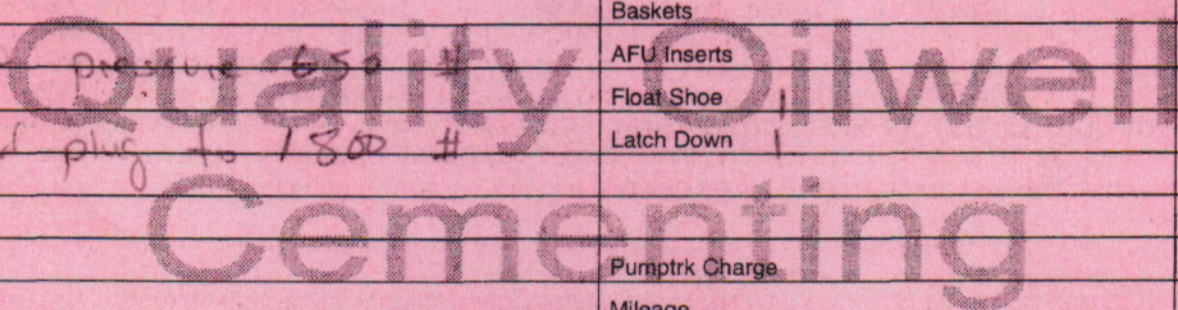 Baskets
pressure 650 # AFU Inserts
Quality Oilwell
Float Shoe 1
plug to 1800 # Latch Down 1
Cementing
Pumptrk Charge
Mileage